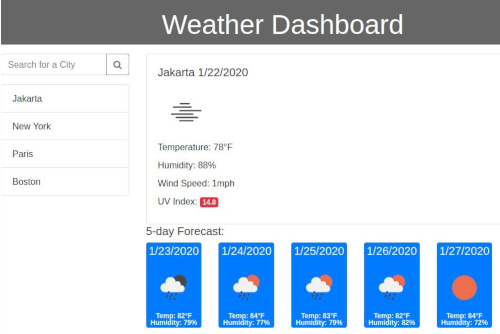 Weather Dashboard
Search for a City
Jakarta
New York
Paris
Boston
Jakarta 1/22/2020
Temperature: 78°F
Humidity: 88%
Wind Speed: 1mph
UV Index: 14.8
5-day Forecast:
1/23/2020
Temp: 82°F
Humidity: 79%
1/24/2020
Temp: 84°F
Humidity: 77%
1/25/2020
Temp: 83°F
Humidity: 79%
1/26/2020
Temp: 82°F
Humidity: 82%
1/27/2020
Temp: 84°F
Humidity: 72%